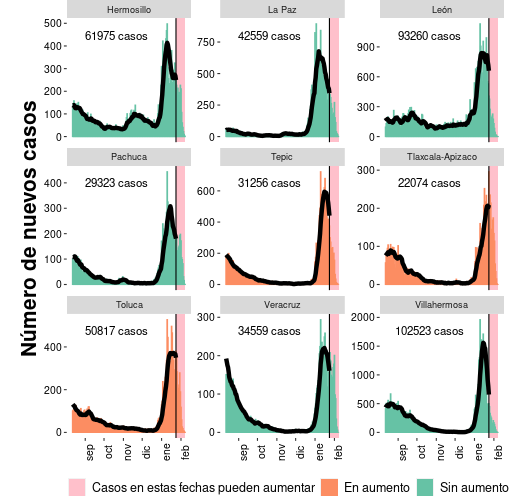 Número de nuevos casos
Hermosillo
La Paz
León
61975 casos
42559 casos
93260 casos
500
400
300
200
100
0
750
500
250
0
900
600
300
0
Pachuca
Tepic
Tlaxcala-Apizaco
29323 casos
31256 casos
22074 casos
400
300
200
100
0
600
400
200
0
300
200
100
0
Toluca
Veracruz
Villahermosa
50817 casos
34559 casos
102523 casos
400
200
0
300
200
100
0
2000
1500
1000
500
0
sep oct nov dic ene feb
sep oct nov dic ene feb
sep oct nov dic ene feb
Casos en estas fechas pueden aumentar En aumento Sin aumento